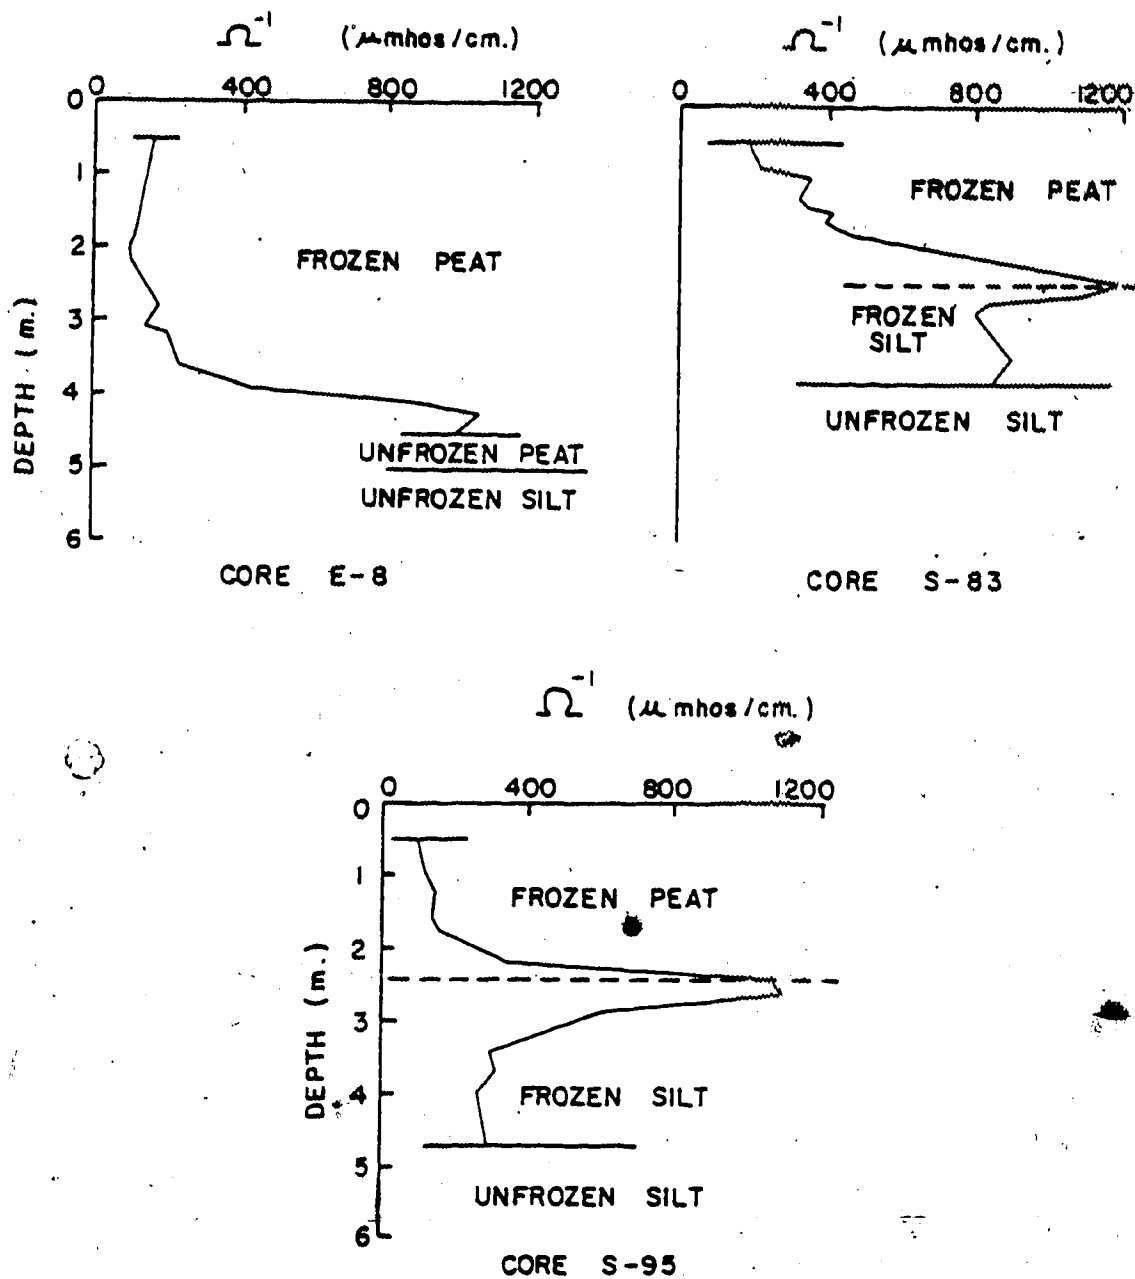 Ω⁻¹ (μmhos/cm.)
0 400 800 1200
0
1
2
3
4
5
6
DEPTH (m.)
FROZEN PEAT
UNFROZEN PEAT
UNFROZEN SILT
CORE E-8
Ω⁻¹ (μmhos/cm.)
0 400 800 1200
FROZEN PEAT
FROZEN
SILT
UNFROZEN SILT
CORE S-83
Ω⁻¹ (μmhos/cm.)
0 400 800 1200
0
1
2
3
4
5
6
DEPTH (m.)
FROZEN PEAT
FROZEN SILT
UNFROZEN SILT
CORE S-95